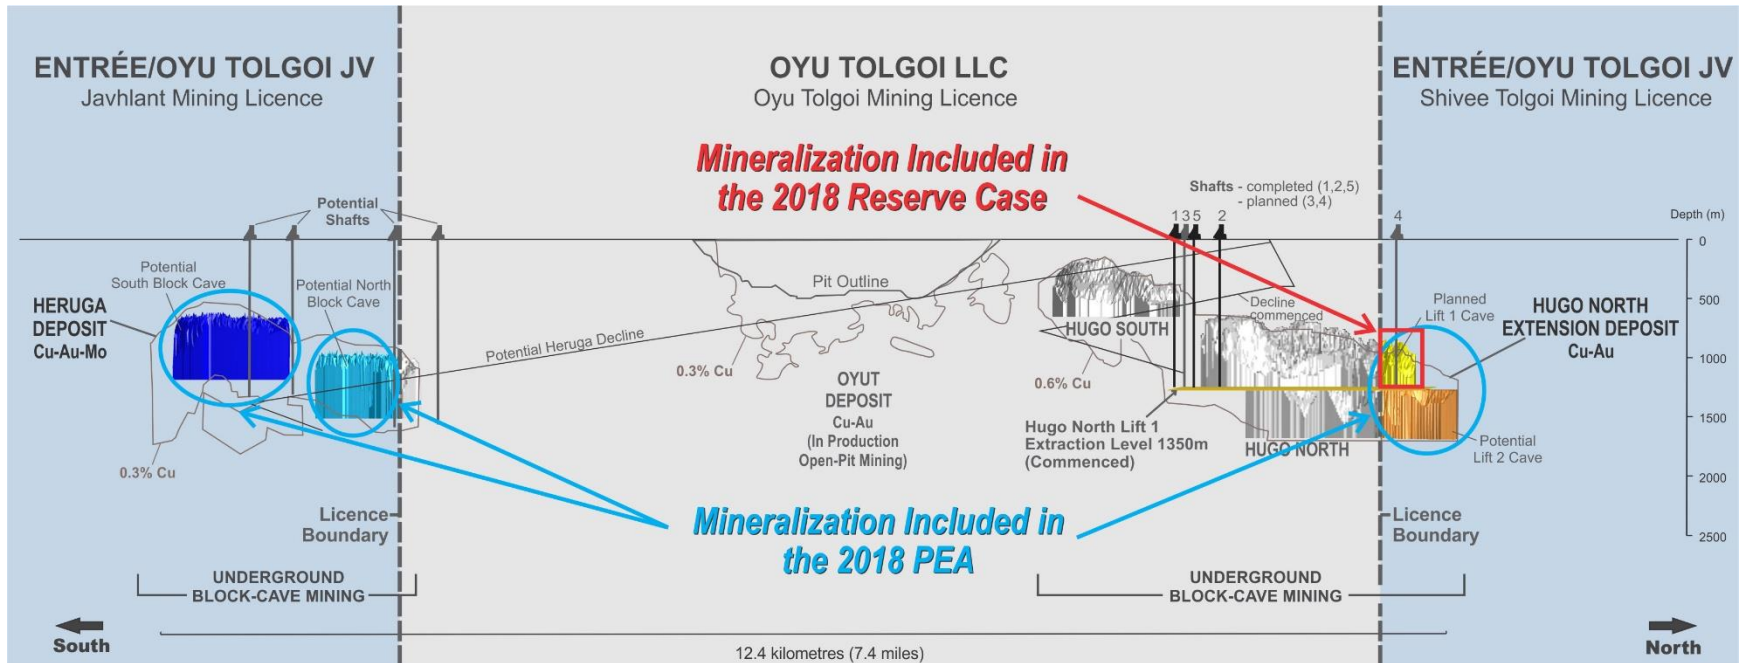 ENTRÉE/OYU TOLGOI JV
Javhlant Mining Licence
OYU TOLGOI LLC
Oyu Tolgoi Mining Licence
ENTRÉE/OYU TOLGOI JV
Shivee Tolgoi Mining Licence
Mineralization Included in
the 2018 Reserve Case
Shafts - completed (1,2,5)
- planned (3,4)
Potential
Shafts
1 3 5 2
4
Depth (m)
0
500
1000
1500
2000
2500
Potential
South Block Cave
Potential North
Block Cave
HERUGA
DEPOSIT
Cu-Au-Mo
0.3% Cu
Potential Heruga Decline
Pit Outline
0.3% Cu
OYUT
DEPOSIT
Cu-Au
(In Production
Open-Pit Mining)
HUGO SOUTH
0.6% Cu
Decline
commenced
Hugo North Lift 1
Extraction Level 1350m
(Commenced)
HUGO NORTH
Planned
Lift 1 Cave
HUGO NORTH
EXTENSION DEPOSIT
Cu-Au
Potential
Lift 2 Cave
Mineralization Included in
the 2018 PEA
Licence
Boundary
Licence
Boundary
UNDERGROUND
BLOCK-CAVE MINING
UNDERGROUND
BLOCK-CAVE MINING
South
North
12.4 kilometres (7.4 miles)